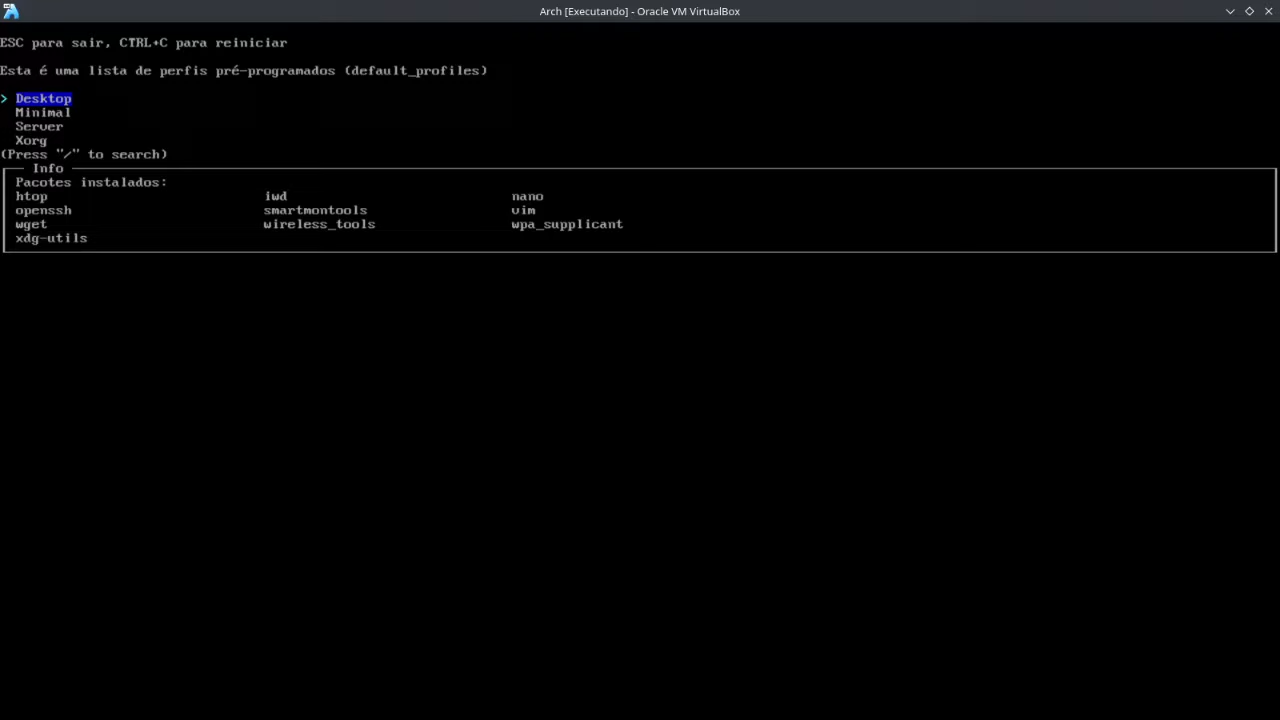 Arch [Executando] - Oracle VM VirtualBox
ESC para sair, CTRL+C para reiniciar
Esta é uma lista de perfis pré-programados (default_profiles)
> Desktop
Minimal
Server
Xorg
(Press "/" to search)
Info
Pacotes instalados:
htop iwd nano
openssh smartmontools vim
wget wireless_tools wpa_supplicant
xdg-utils